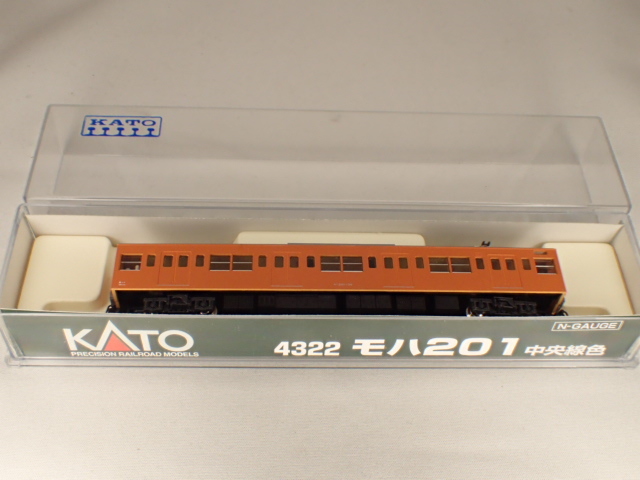 KATO
KATO
PRECISION RAILROAD MODELS
4322 モハ201 中央線色
N-GAUGE